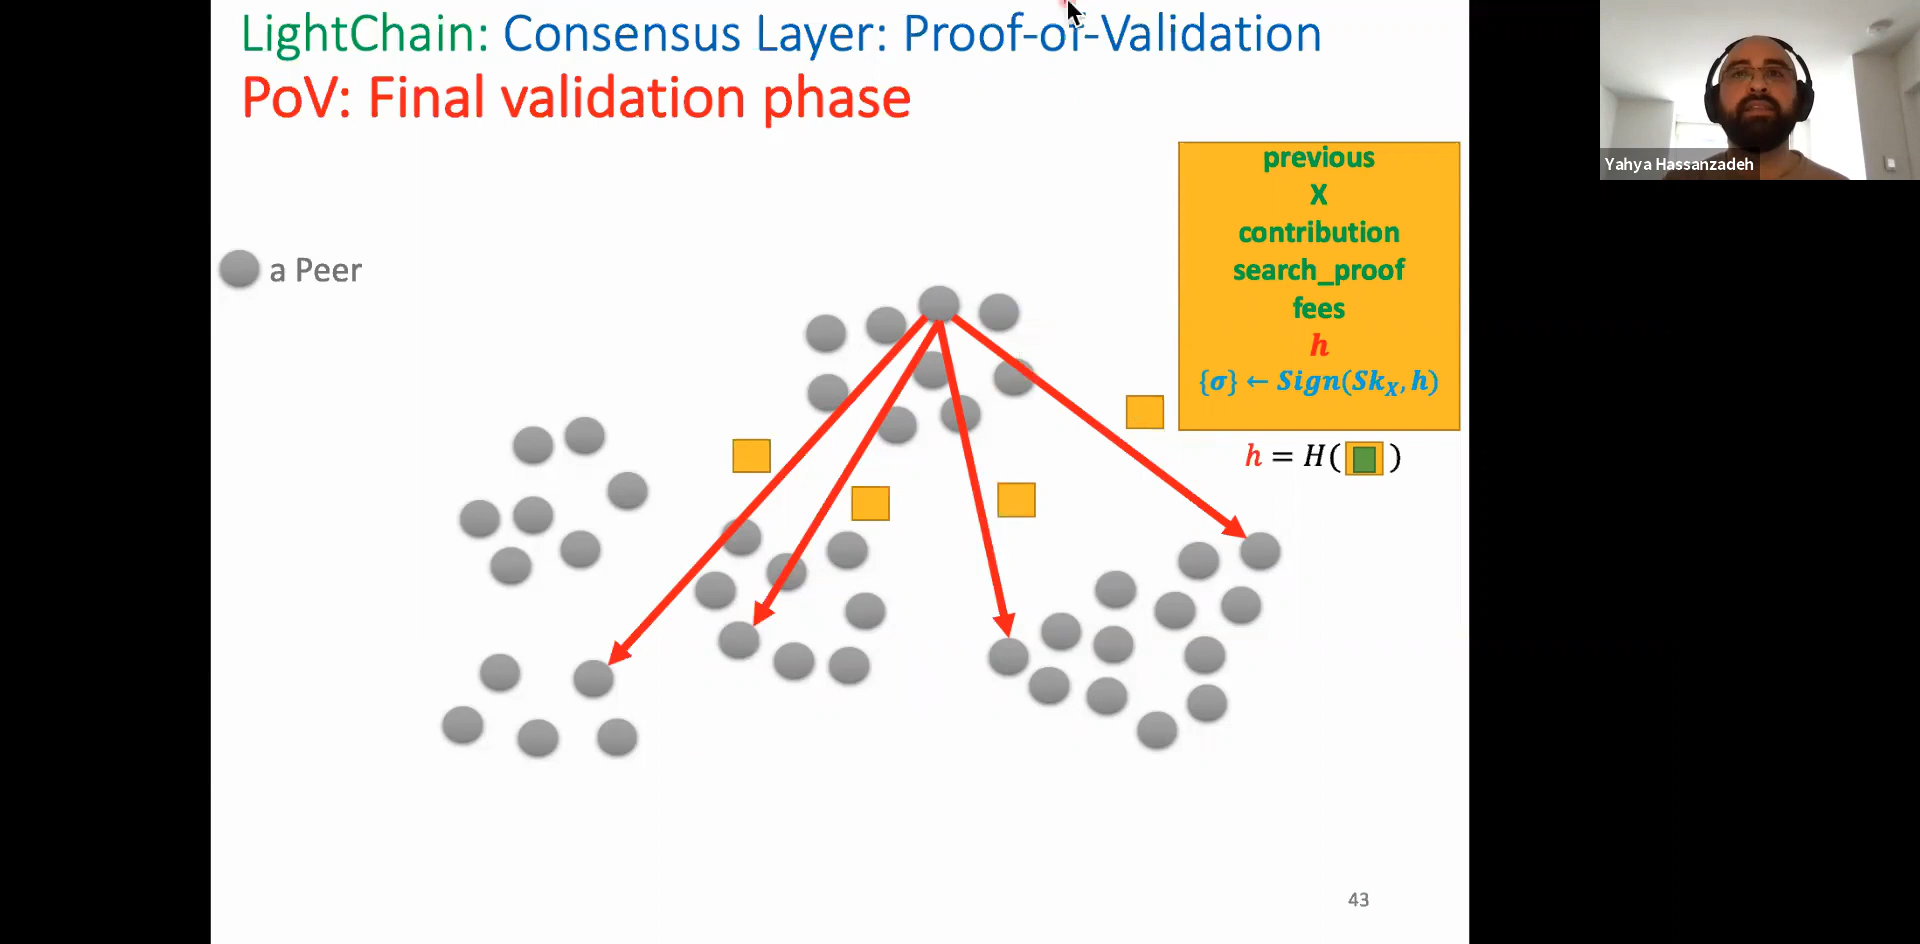 LightChain: Consensus Layer: Proof-of-Validation
PoV: Final validation phase
a Peer
previous
X
contribution
search_proof
fees
h
{σ} ← Sign(Sk_X, h)
h = H( )
Yahya Hassanzadeh
43